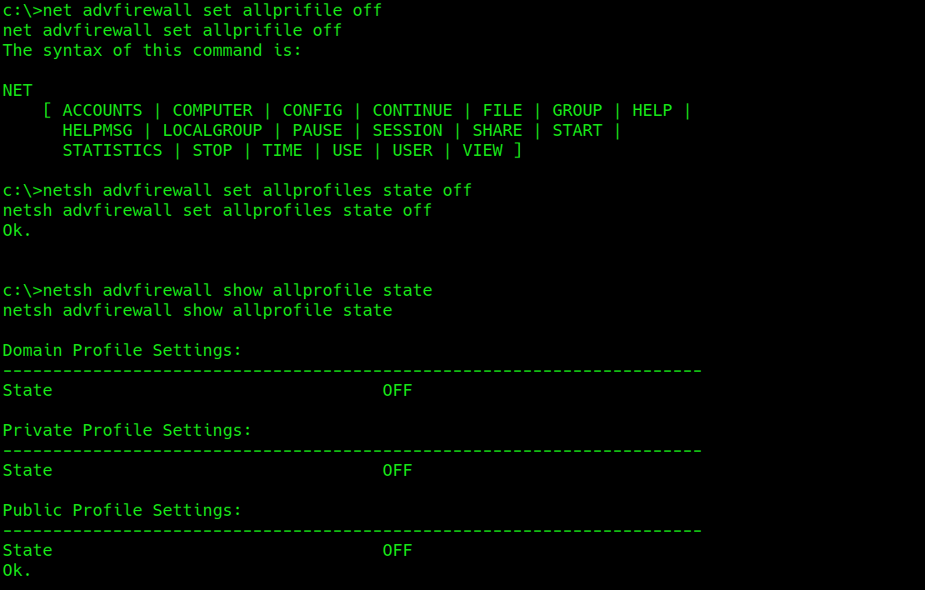 c:\>net advfirewall set allprifile off
net advfirewall set allprifile off
The syntax of this command is:
NET
[ ACCOUNTS | COMPUTER | CONFIG | CONTINUE | FILE | GROUP | HELP |
HELPMSG | LOCALGROUP | PAUSE | SESSION | SHARE | START |
STATISTICS | STOP | TIME | USE | USER | VIEW ]
c:\>netsh advfirewall set allprofiles state off
netsh advfirewall set allprofiles state off
Ok.
c:\>netsh advfirewall show allprofile state
netsh advfirewall show allprofile state
Domain Profile Settings:
----------------------------------------------------------------------
State                                 OFF
Private Profile Settings:
----------------------------------------------------------------------
State                                 OFF
Public Profile Settings:
----------------------------------------------------------------------
State                                 OFF
Ok.